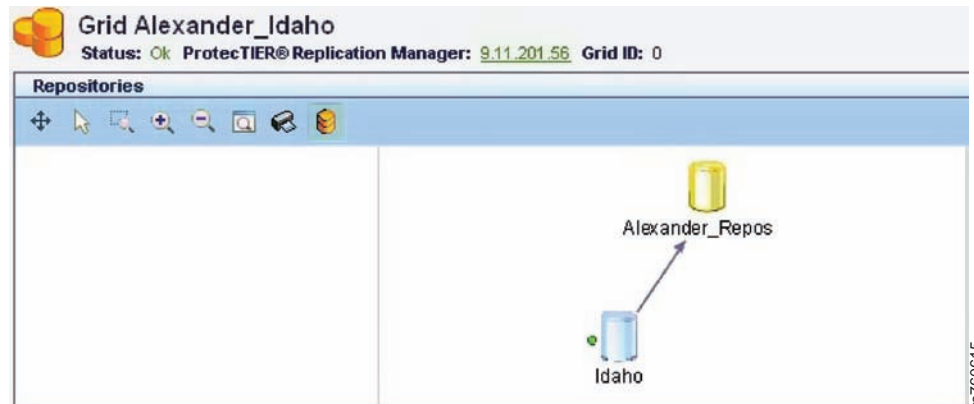 Grid Alexander_Idaho
Status: Ok ProtecTIER® Replication Manager: 9.11.201.56 Grid ID: 0
Repositories
Alexander_Repos
Idaho